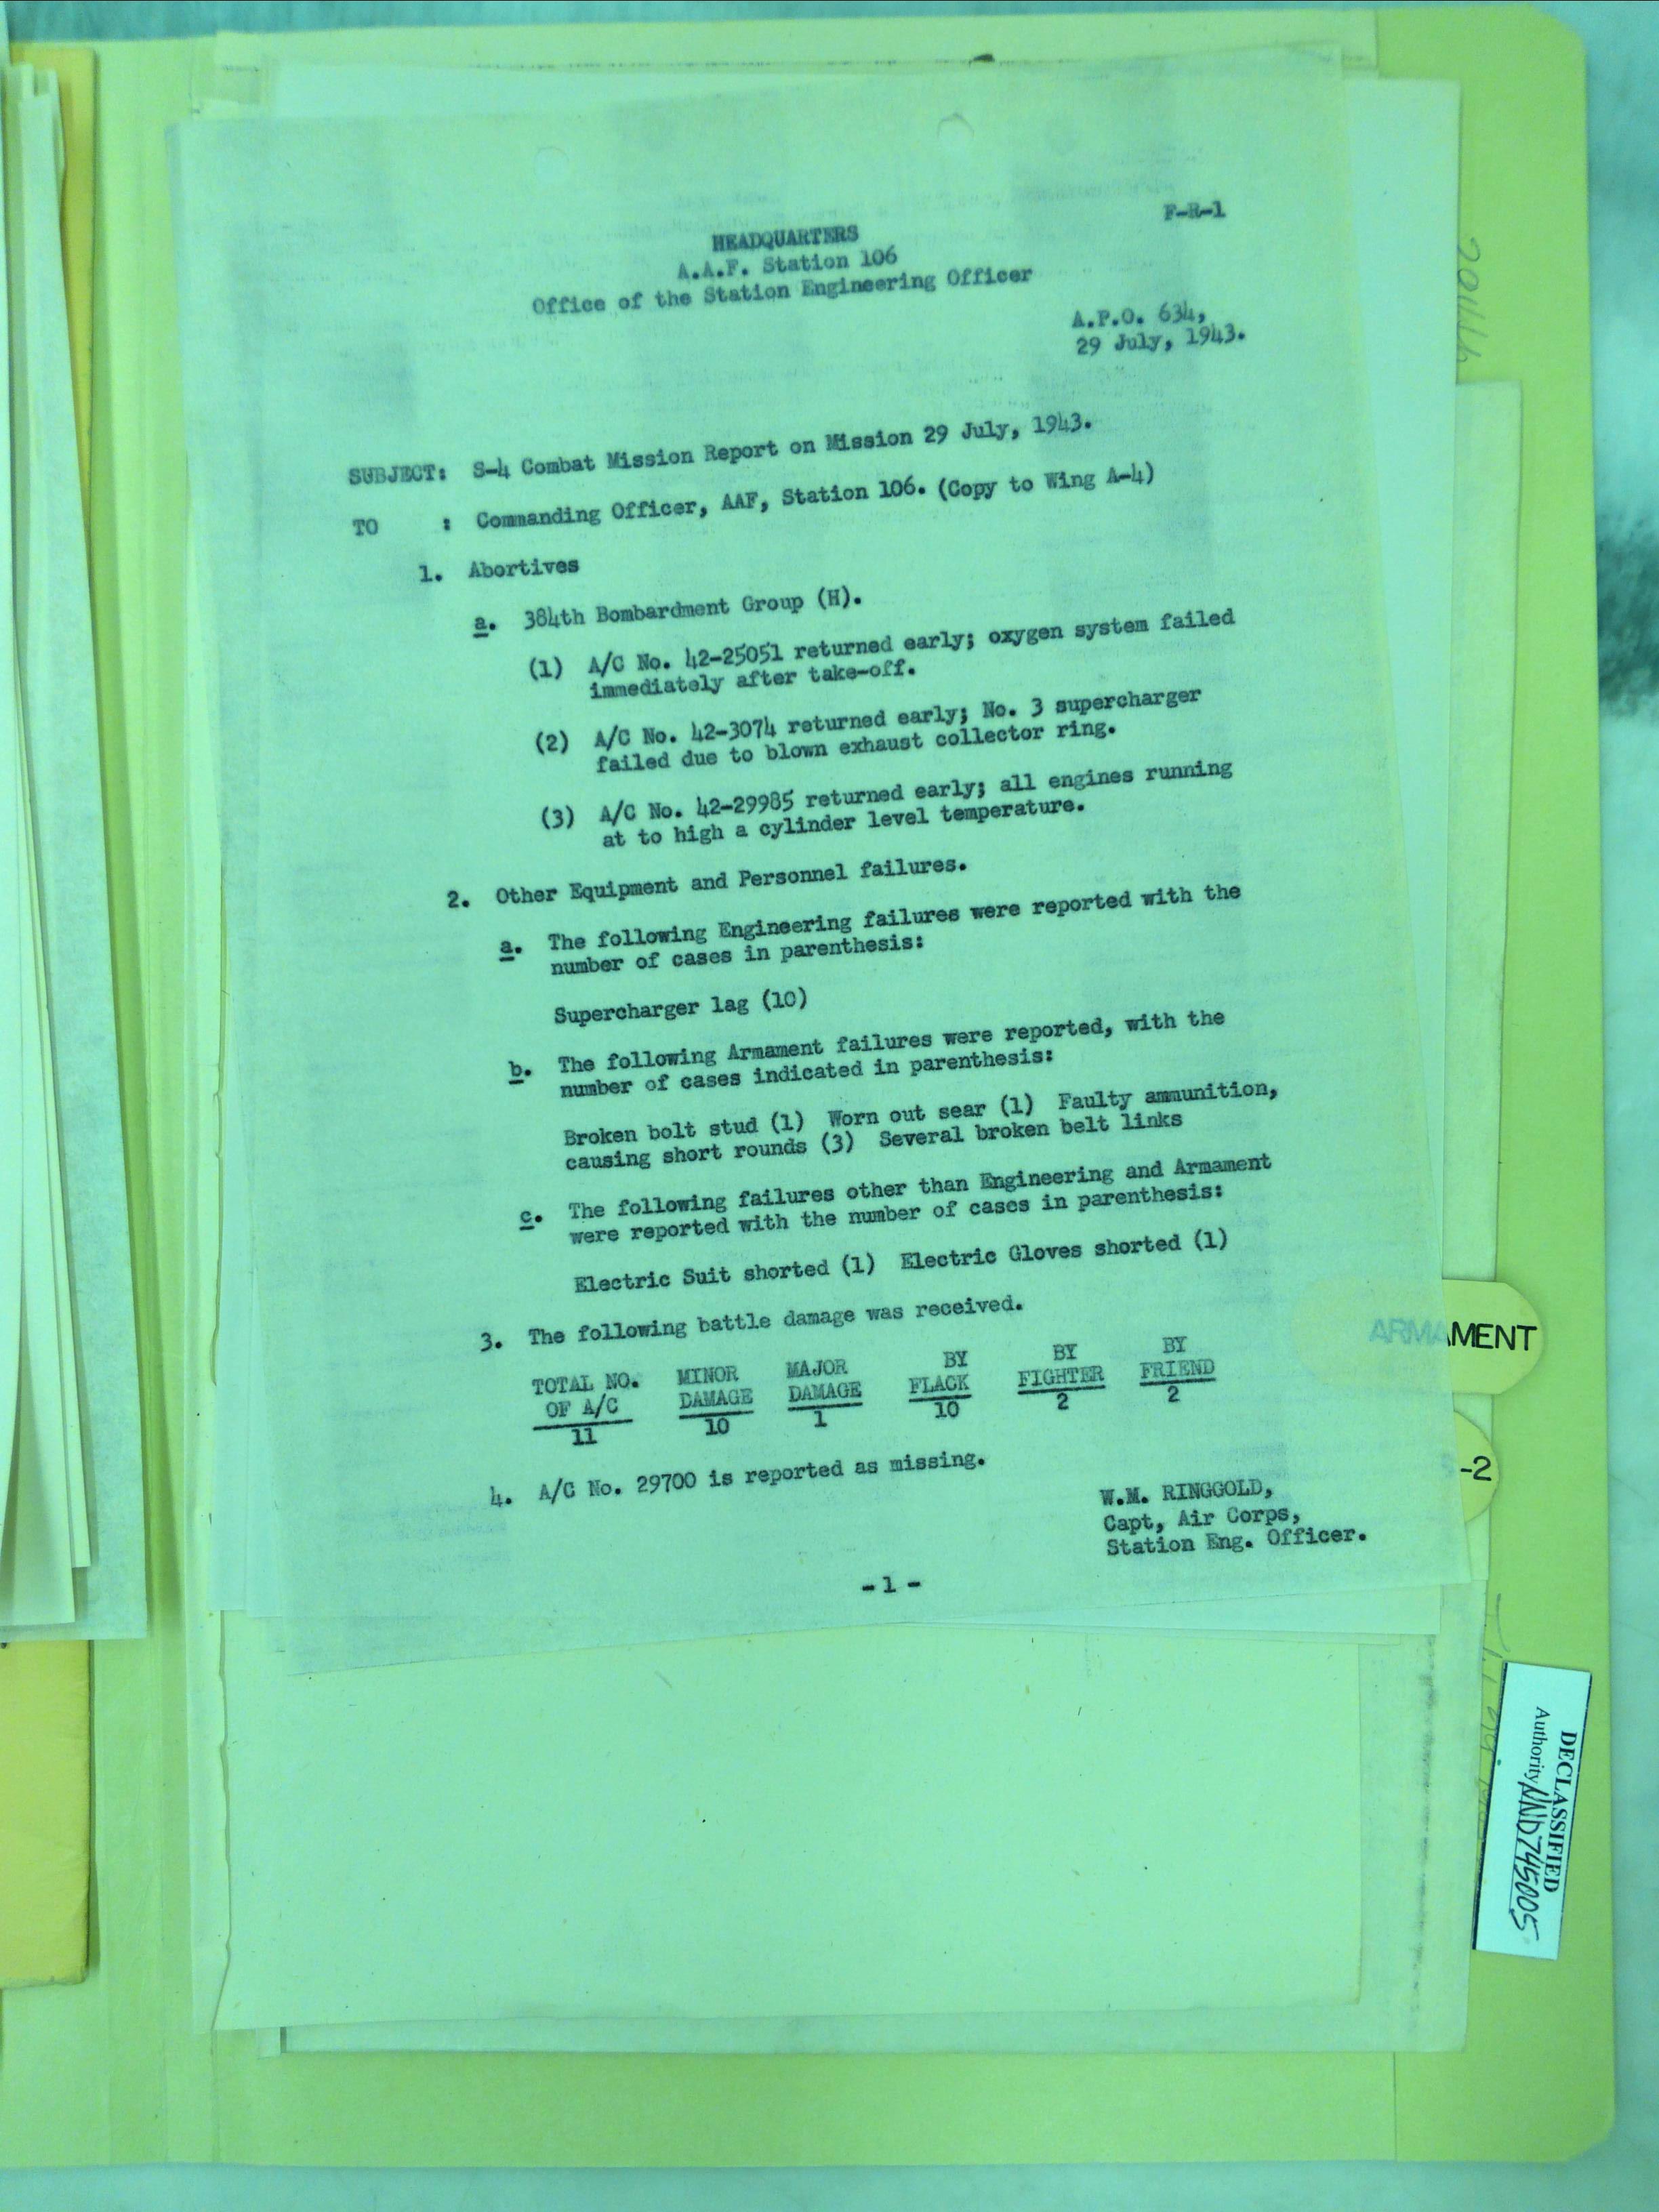 F-R-1
HEADQUARTERS
A.A.F. Station 106
Office of the Station Engineering Officer
A.P.O. 634,
29 July, 1943.
SUBJECT: S-4 Combat Mission Report on Mission 29 July, 1943.
TO : Commanding Officer, AAF, Station 106. (Copy to Wing A-4)
1. Abortives
a. 384th Bombardment Group (H).
(1) A/C No. 42-25051 returned early; oxygen system failed
immediately after take-off.
(2) A/C No. 42-3074 returned early; No. 3 supercharger
failed due to blown exhaust collector ring.
(3) A/C No. 42-29985 returned early; all engines running
at to high a cylinder level temperature.
2. Other Equipment and Personnel failures.
a. The following Engineering failures were reported with the
number of cases in parenthesis:
Supercharger lag (10)
b. The following Armament failures were reported, with the
number of cases indicated in parenthesis:
Broken bolt stud (1) Worn out sear (1) Faulty ammunition,
causing short rounds (3) Several broken belt links
c. The following failures other than Engineering and Armament
were reported with the number of cases in parenthesis:
Electric Suit shorted (1) Electric Gloves shorted (1)
3. The following battle damage was received.
TOTAL NO. MINOR MAJOR BY BY BY
OF A/C DAMAGE DAMAGE FLACK FIGHTER FRIEND
11 10 1 10 2 2
4. A/C No. 29700 is reported as missing.
W.M. RINGGOLD,
Capt, Air Corps,
Station Eng. Officer.
- 1 -
ARMAMENT
-2
DECLASSIFIED
Authority NND745005